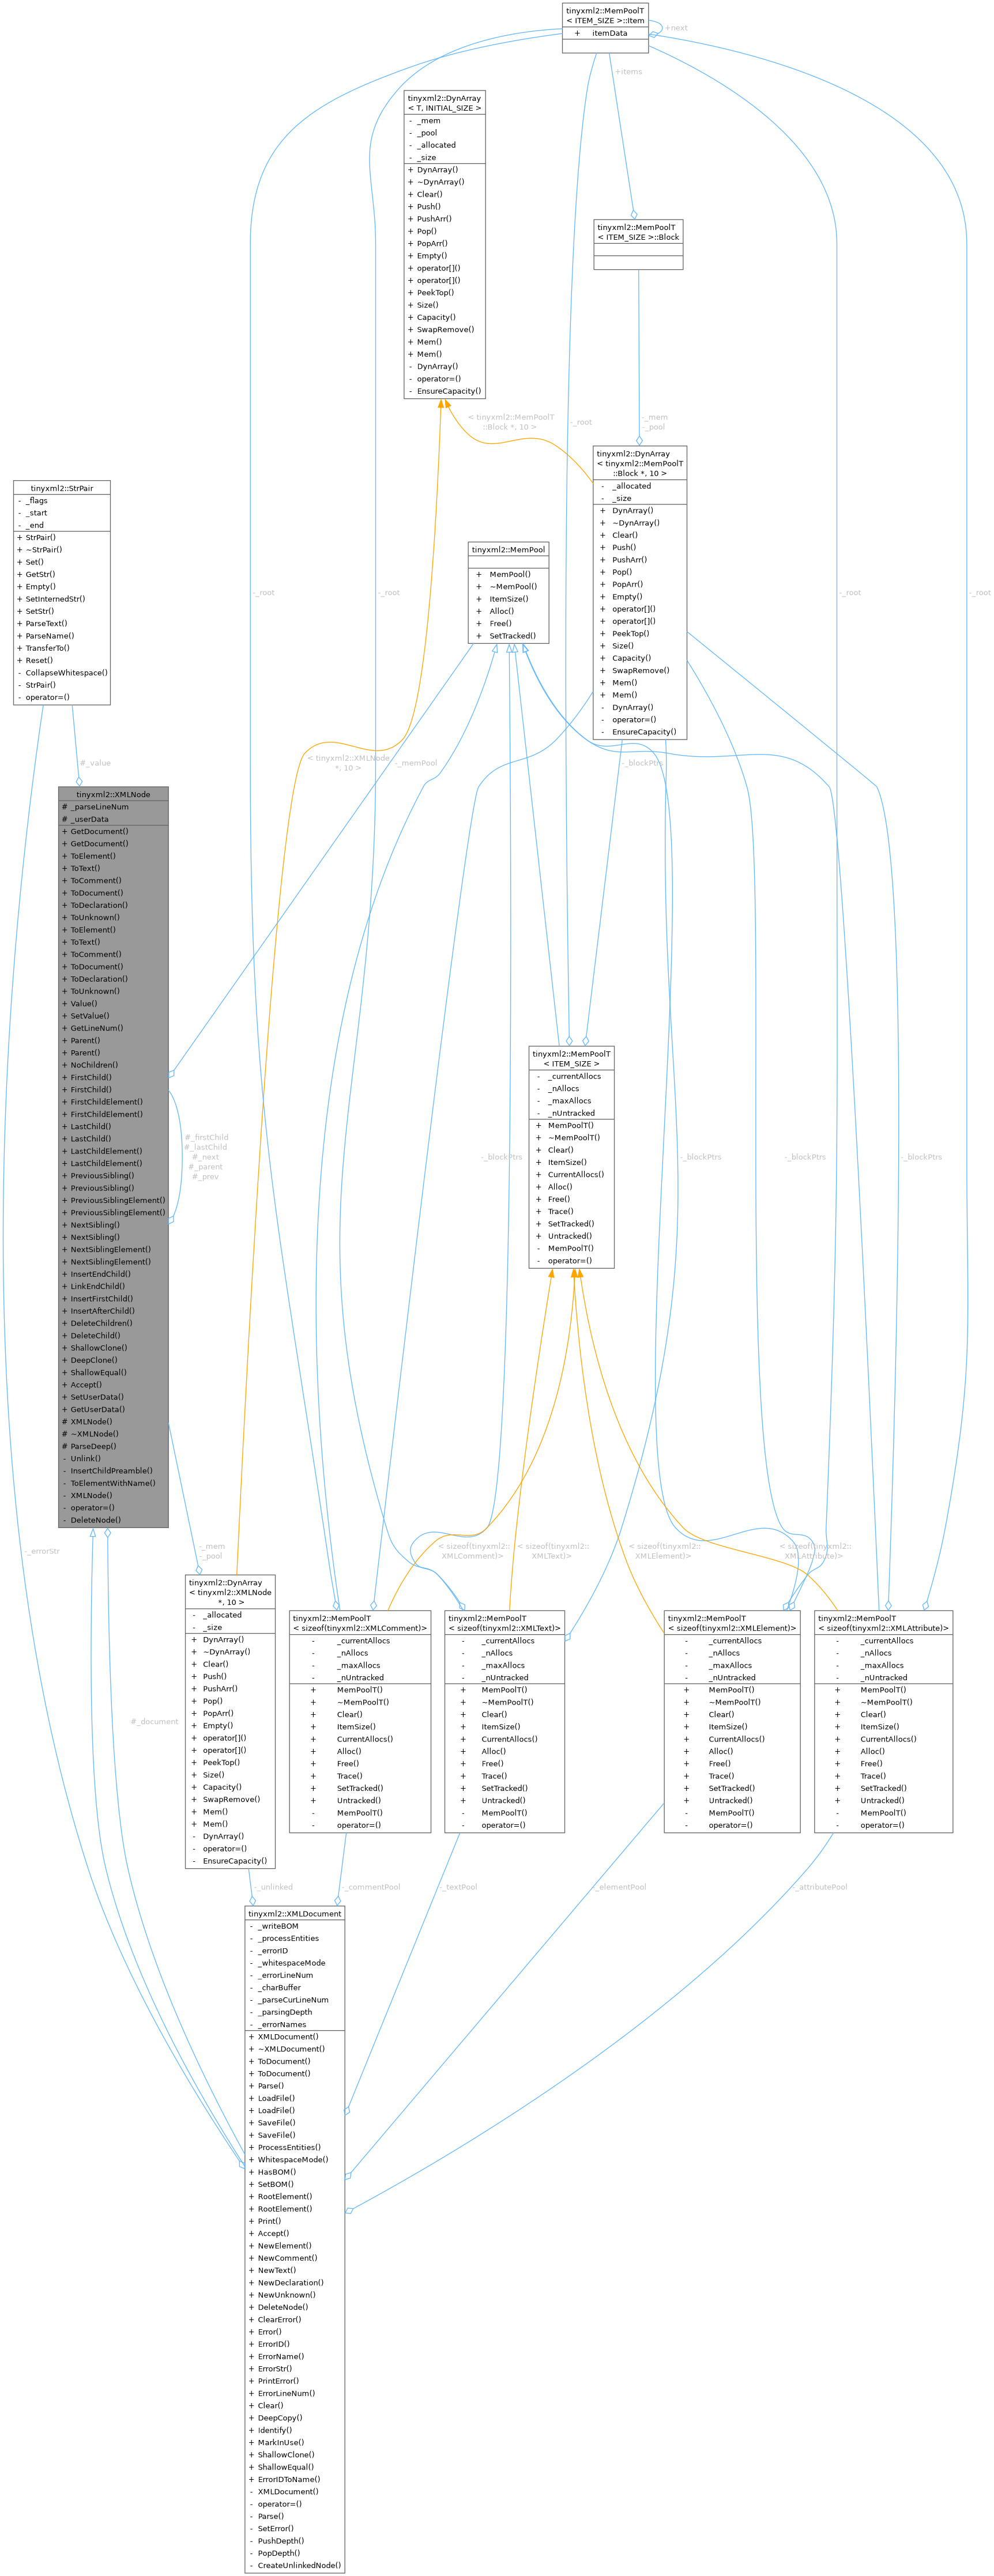 tinyxml2::MemPoolT
< ITEM_SIZE >::Item
+ itemData
+next
+items
tinyxml2::DynArray
< T, INITIAL_SIZE >
- _mem
- _pool
- _allocated
- _size
+ DynArray()
+ ~DynArray()
+ Clear()
+ Push()
+ PushArr()
+ Pop()
+ PopArr()
+ Empty()
+ operator[]()
+ operator[]()
+ PeekTop()
+ Size()
+ Capacity()
+ SwapRemove()
+ Mem()
+ Mem()
- DynArray()
- operator=()
- EnsureCapacity()
tinyxml2::MemPoolT
< ITEM_SIZE >::Block
< tinyxml2::MemPoolT
::Block *, 10 >
-_root
-_mem
-_pool
tinyxml2::DynArray
< tinyxml2::MemPoolT
::Block *, 10 >
- _allocated
- _size
+ DynArray()
+ ~DynArray()
+ Clear()
+ Push()
+ PushArr()
+ Pop()
+ PopArr()
+ Empty()
+ operator[]()
+ operator[]()
+ PeekTop()
+ Size()
+ Capacity()
+ SwapRemove()
+ Mem()
+ Mem()
- DynArray()
- operator=()
- EnsureCapacity()
tinyxml2::StrPair
- _flags
- _start
- _end
+ StrPair()
+ ~StrPair()
+ Set()
+ GetStr()
+ Empty()
+ SetInternedStr()
+ SetStr()
+ ParseText()
+ ParseName()
+ TransferTo()
+ Reset()
- CollapseWhitespace()
- StrPair()
- operator=()
tinyxml2::MemPool
+ MemPool()
+ ~MemPool()
+ ItemSize()
+ Alloc()
+ Free()
+ SetTracked()
-_root
-_root
-_root
-_root
#_value
< tinyxml2::XMLNode
*, 10 >
-_memPool
-_blockPtrs
tinyxml2::XMLNode
# _parseLineNum
# _userData
+ GetDocument()
+ GetDocument()
+ ToElement()
+ ToText()
+ ToComment()
+ ToDocument()
+ ToDeclaration()
+ ToUnknown()
+ ToElement()
+ ToText()
+ ToComment()
+ ToDocument()
+ ToDeclaration()
+ ToUnknown()
+ Value()
+ SetValue()
+ GetLineNum()
+ Parent()
+ Parent()
+ NoChildren()
+ FirstChild()
+ FirstChild()
+ FirstChildElement()
+ FirstChildElement()
+ LastChild()
+ LastChild()
+ LastChildElement()
+ LastChildElement()
+ PreviousSibling()
+ PreviousSibling()
+ PreviousSiblingElement()
+ PreviousSiblingElement()
+ NextSibling()
+ NextSibling()
+ NextSiblingElement()
+ NextSiblingElement()
+ InsertEndChild()
+ LinkEndChild()
+ InsertFirstChild()
+ InsertAfterChild()
+ DeleteChildren()
+ DeleteChild()
+ ShallowClone()
+ DeepClone()
+ ShallowEqual()
+ Accept()
+ SetUserData()
+ GetUserData()
# XMLNode()
# ~XMLNode()
# ParseDeep()
- Unlink()
- InsertChildPreamble()
- ToElementWithName()
- XMLNode()
- operator=()
- DeleteNode()
#_firstChild
#_lastChild
#_next
#_parent
#_prev
tinyxml2::MemPoolT
< ITEM_SIZE >
- _currentAllocs
- _nAllocs
- _maxAllocs
- _nUntracked
+ MemPoolT()
+ ~MemPoolT()
+ Clear()
+ ItemSize()
+ CurrentAllocs()
+ Alloc()
+ Free()
+ Trace()
+ SetTracked()
+ Untracked()
- MemPoolT()
- operator=()
-_blockPtrs
-_blockPtrs
-_blockPtrs
-_blockPtrs
-_errorStr
-_mem
-_pool
< sizeof(tinyxml2::
XMLComment)>
< sizeof(tinyxml2::
XMLText)>
< sizeof(tinyxml2::
XMLElement)>
< sizeof(tinyxml2::
XMLAttribute)>
#_document
tinyxml2::DynArray
< tinyxml2::XMLNode
*, 10 >
- _allocated
- _size
+ DynArray()
+ ~DynArray()
+ Clear()
+ Push()
+ PushArr()
+ Pop()
+ PopArr()
+ Empty()
+ operator[]()
+ operator[]()
+ PeekTop()
+ Size()
+ Capacity()
+ SwapRemove()
+ Mem()
+ Mem()
- DynArray()
- operator=()
- EnsureCapacity()
tinyxml2::MemPoolT
< sizeof(tinyxml2::XMLComment)>
- _currentAllocs
- _nAllocs
- _maxAllocs
- _nUntracked
+ MemPoolT()
+ ~MemPoolT()
+ Clear()
+ ItemSize()
+ CurrentAllocs()
+ Alloc()
+ Free()
+ Trace()
+ SetTracked()
+ Untracked()
- MemPoolT()
- operator=()
tinyxml2::MemPoolT
< sizeof(tinyxml2::XMLText)>
- _currentAllocs
- _nAllocs
- _maxAllocs
- _nUntracked
+ MemPoolT()
+ ~MemPoolT()
+ Clear()
+ ItemSize()
+ CurrentAllocs()
+ Alloc()
+ Free()
+ Trace()
+ SetTracked()
+ Untracked()
- MemPoolT()
- operator=()
tinyxml2::MemPoolT
< sizeof(tinyxml2::XMLElement)>
- _currentAllocs
- _nAllocs
- _maxAllocs
- _nUntracked
+ MemPoolT()
+ ~MemPoolT()
+ Clear()
+ ItemSize()
+ CurrentAllocs()
+ Alloc()
+ Free()
+ Trace()
+ SetTracked()
+ Untracked()
- MemPoolT()
- operator=()
tinyxml2::MemPoolT
< sizeof(tinyxml2::XMLAttribute)>
- _currentAllocs
- _nAllocs
- _maxAllocs
- _nUntracked
+ MemPoolT()
+ ~MemPoolT()
+ Clear()
+ ItemSize()
+ CurrentAllocs()
+ Alloc()
+ Free()
+ Trace()
+ SetTracked()
+ Untracked()
- MemPoolT()
- operator=()
-_unlinked
-_commentPool
-_textPool
-_elementPool
-_attributePool
tinyxml2::XMLDocument
- _writeBOM
- _processEntities
- _errorID
- _whitespaceMode
- _errorLineNum
- _charBuffer
- _parseCurLineNum
- _parsingDepth
- _errorNames
+ XMLDocument()
+ ~XMLDocument()
+ ToDocument()
+ ToDocument()
+ Parse()
+ LoadFile()
+ LoadFile()
+ SaveFile()
+ SaveFile()
+ ProcessEntities()
+ WhitespaceMode()
+ HasBOM()
+ SetBOM()
+ RootElement()
+ RootElement()
+ Print()
+ Accept()
+ NewElement()
+ NewComment()
+ NewText()
+ NewDeclaration()
+ NewUnknown()
+ DeleteNode()
+ ClearError()
+ Error()
+ ErrorID()
+ ErrorName()
+ ErrorStr()
+ PrintError()
+ ErrorLineNum()
+ Clear()
+ DeepCopy()
+ Identify()
+ MarkInUse()
+ ShallowClone()
+ ShallowEqual()
+ ErrorIDToName()
- XMLDocument()
- operator=()
- Parse()
- SetError()
- PushDepth()
- PopDepth()
- CreateUnlinkedNode()